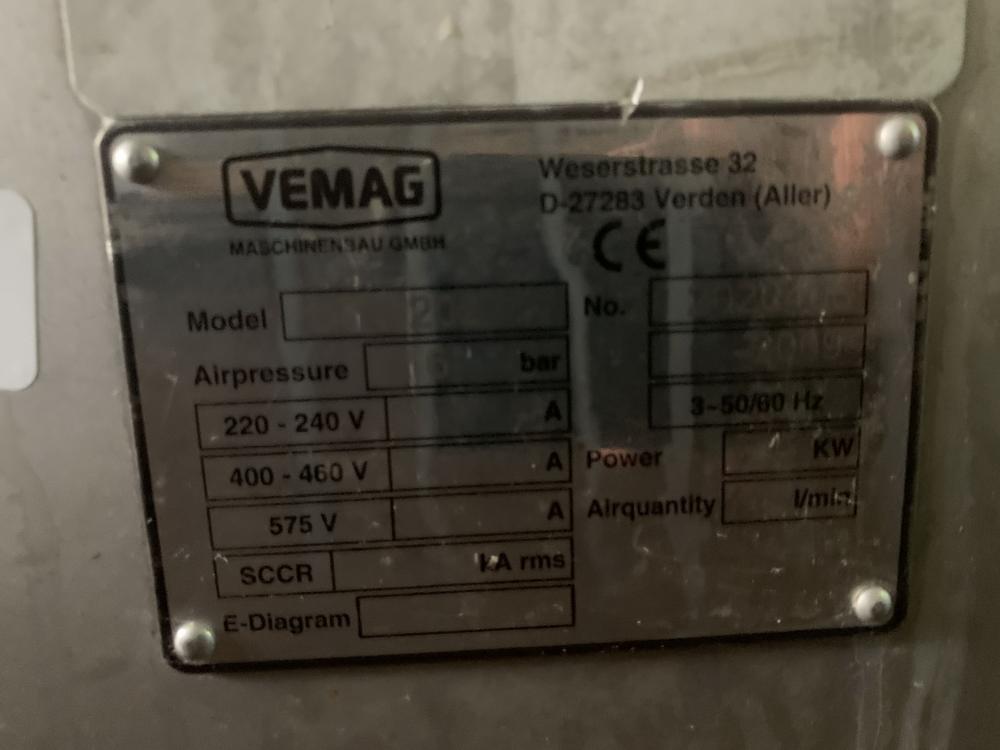 VEMAG
MASCHINENBAU GMBH
Weserstrasse 32
D-27283 Verden (Aller)
CE
Model
No.
Airpressure 6 bar
220 - 240 V A
3~50/60 Hz
400 - 460 V A
Power KW
575 V A
Airquantity l/min
SCCR kA rms
E-Diagram